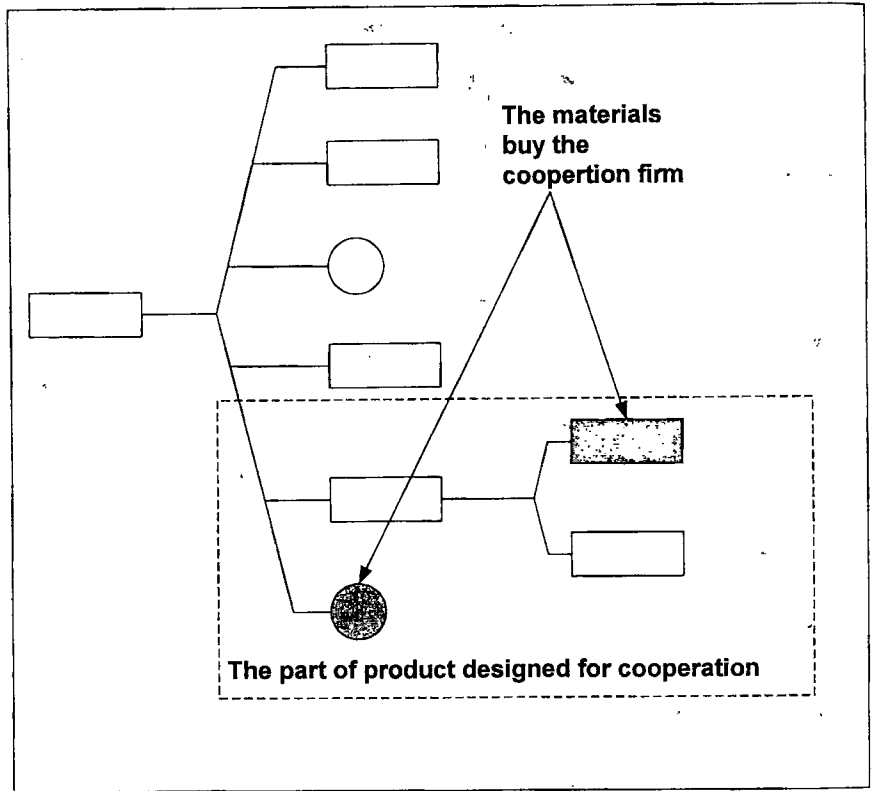 The materials
buy the
coopertion firm
The part of product designed for cooperation